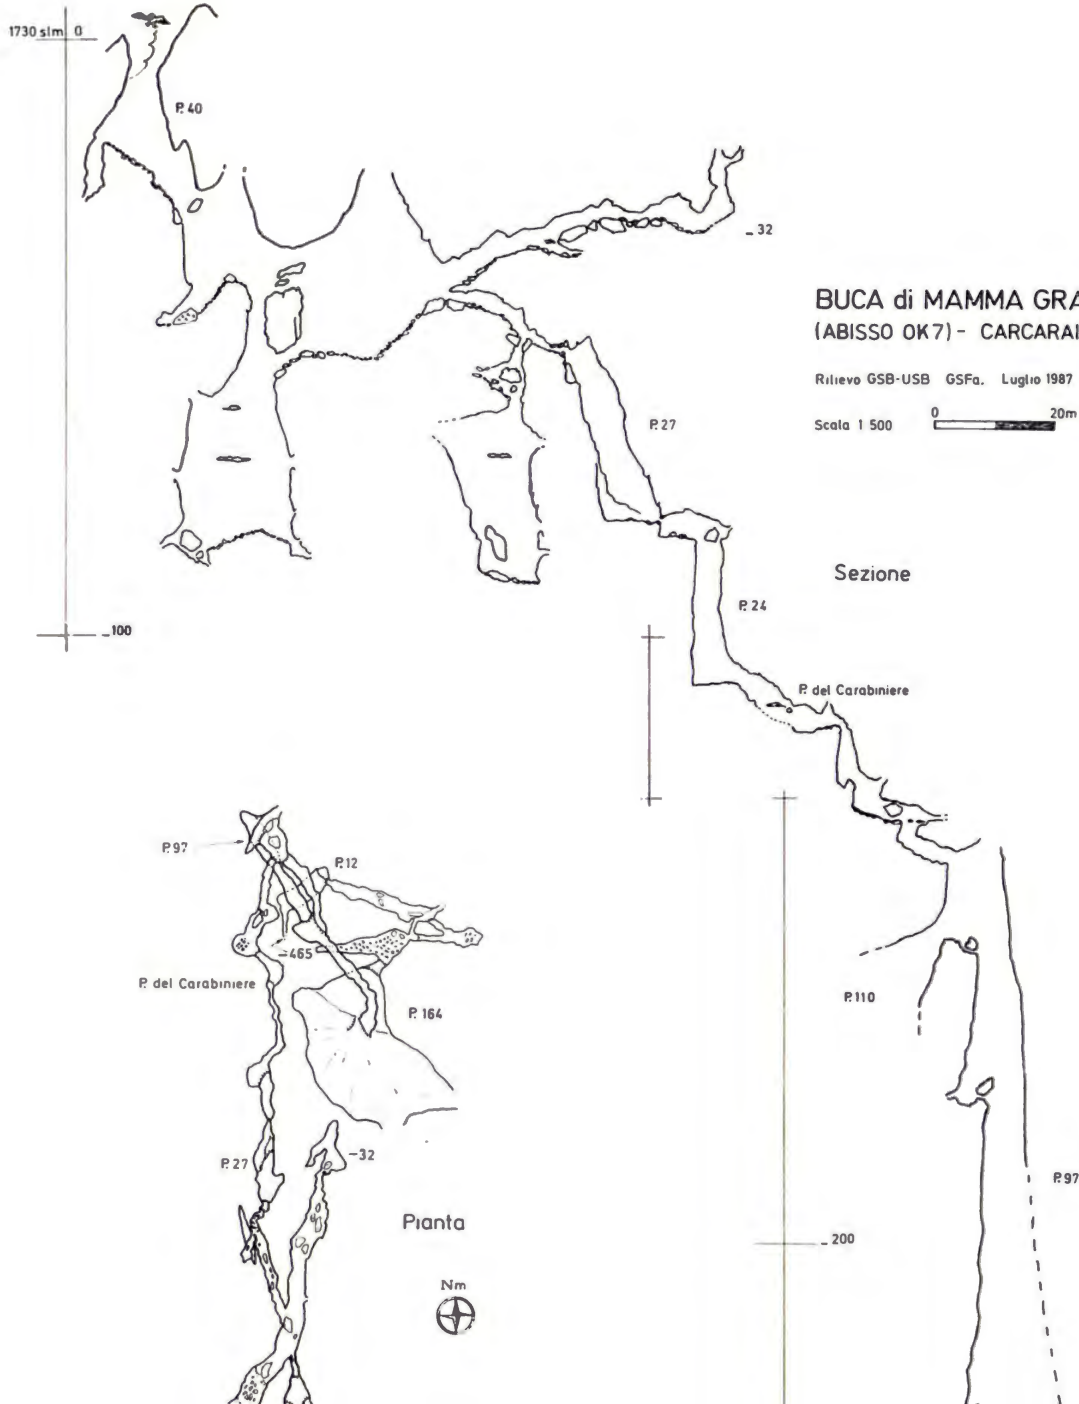 1730 slm 0
P. 40
-32
BUCA di MAMMA GRA
(ABISSO OK7) - CARCARAI
Rilievo GSB-USB GSFa. Luglio 1987
Scala 1 500
0 20m
P. 27
Sezione
P. 24
-100
P. del Carabiniere
P. 97
P. 12
-465
P. del Carabiniere
P. 164
P. 110
P. 27
-32
P. 97
Pianta
-200
Nm